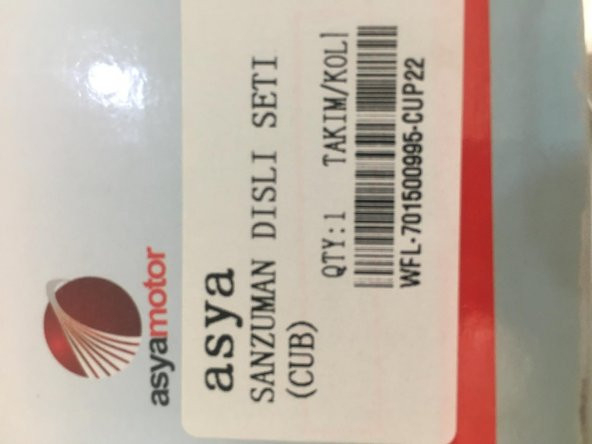 asyamotor
asya
SANZUMAN DISLI SETI
(CUB)
QTY:1 TAKIM/KOLI
WFL-701500995-CUP22